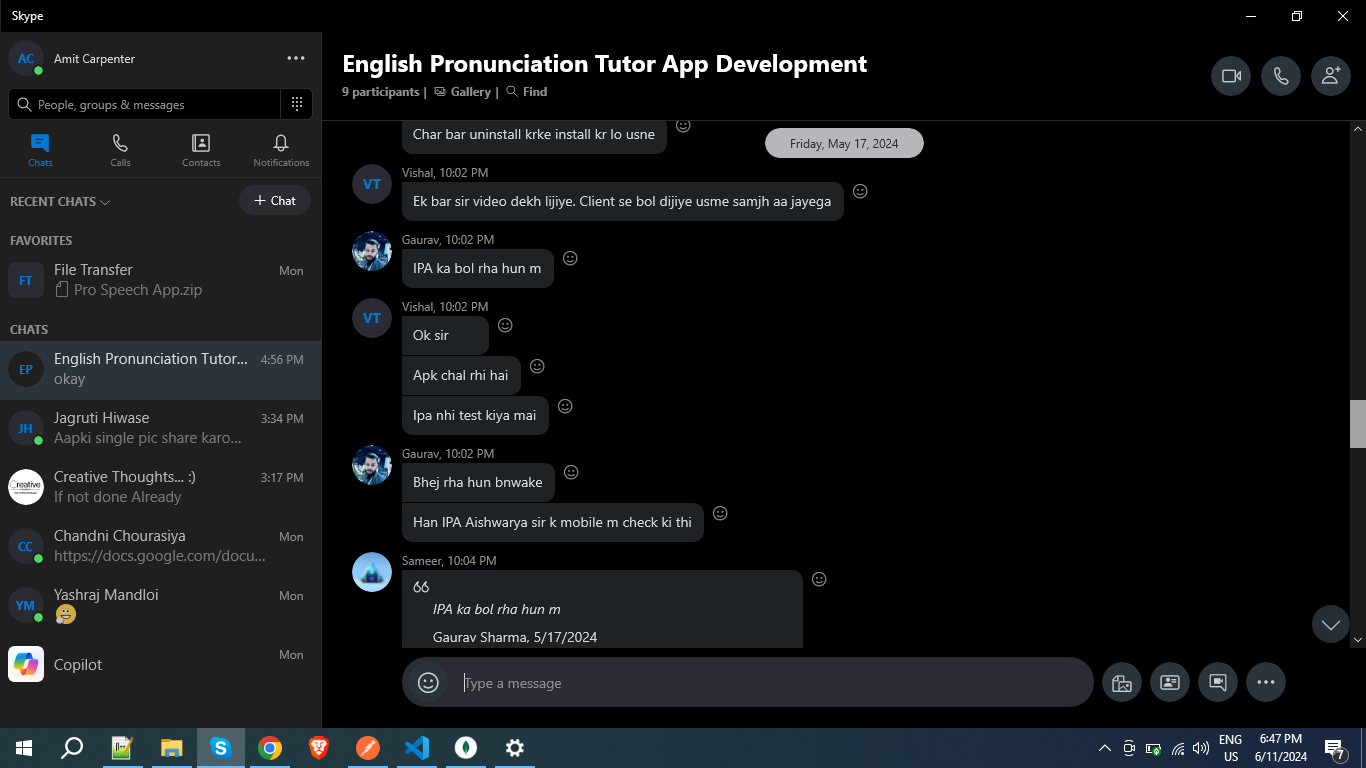 Skype
AC
Amit Carpenter
People, groups & messages
Chats
Calls
Contacts
Notifications
RECENT CHATS
Chat
FAVORITES
FT
File Transfer
Mon
Pro Speech App.zip
CHATS
EP
English Pronunciation Tutor...
4:56 PM
okay
JH
Jagruti Hiwase
3:34 PM
Aapki single pic share karo...
Creative
Creative Thoughts... :)
3:17 PM
If not done Already
CC
Chandni Chourasiya
Mon
https://docs.google.com/docu...
YM
Yashraj Mandloi
Mon
Copilot
Mon
English Pronunciation Tutor App Development
9 participants | Gallery | Find
Char bar uninstall krke install kr lo usne
Friday, May 17, 2024
VT
Vishal, 10:02 PM
Ek bar sir video dekh lijiye. Client se bol dijiye usme samjh aa jayega
Gaurav, 10:02 PM
IPA ka bol rha hun m
VT
Vishal, 10:02 PM
Ok sir
Apk chal rhi hai
Ipa nhi test kiya mai
Gaurav, 10:02 PM
Bhej rha hun bnwake
Han IPA Aishwarya sir k mobile m check ki thi
Sameer, 10:04 PM
IPA ka bol rha hun m
Gaurav Sharma, 5/17/2024
Type a message
ENG
US
6:47 PM
6/11/2024
7